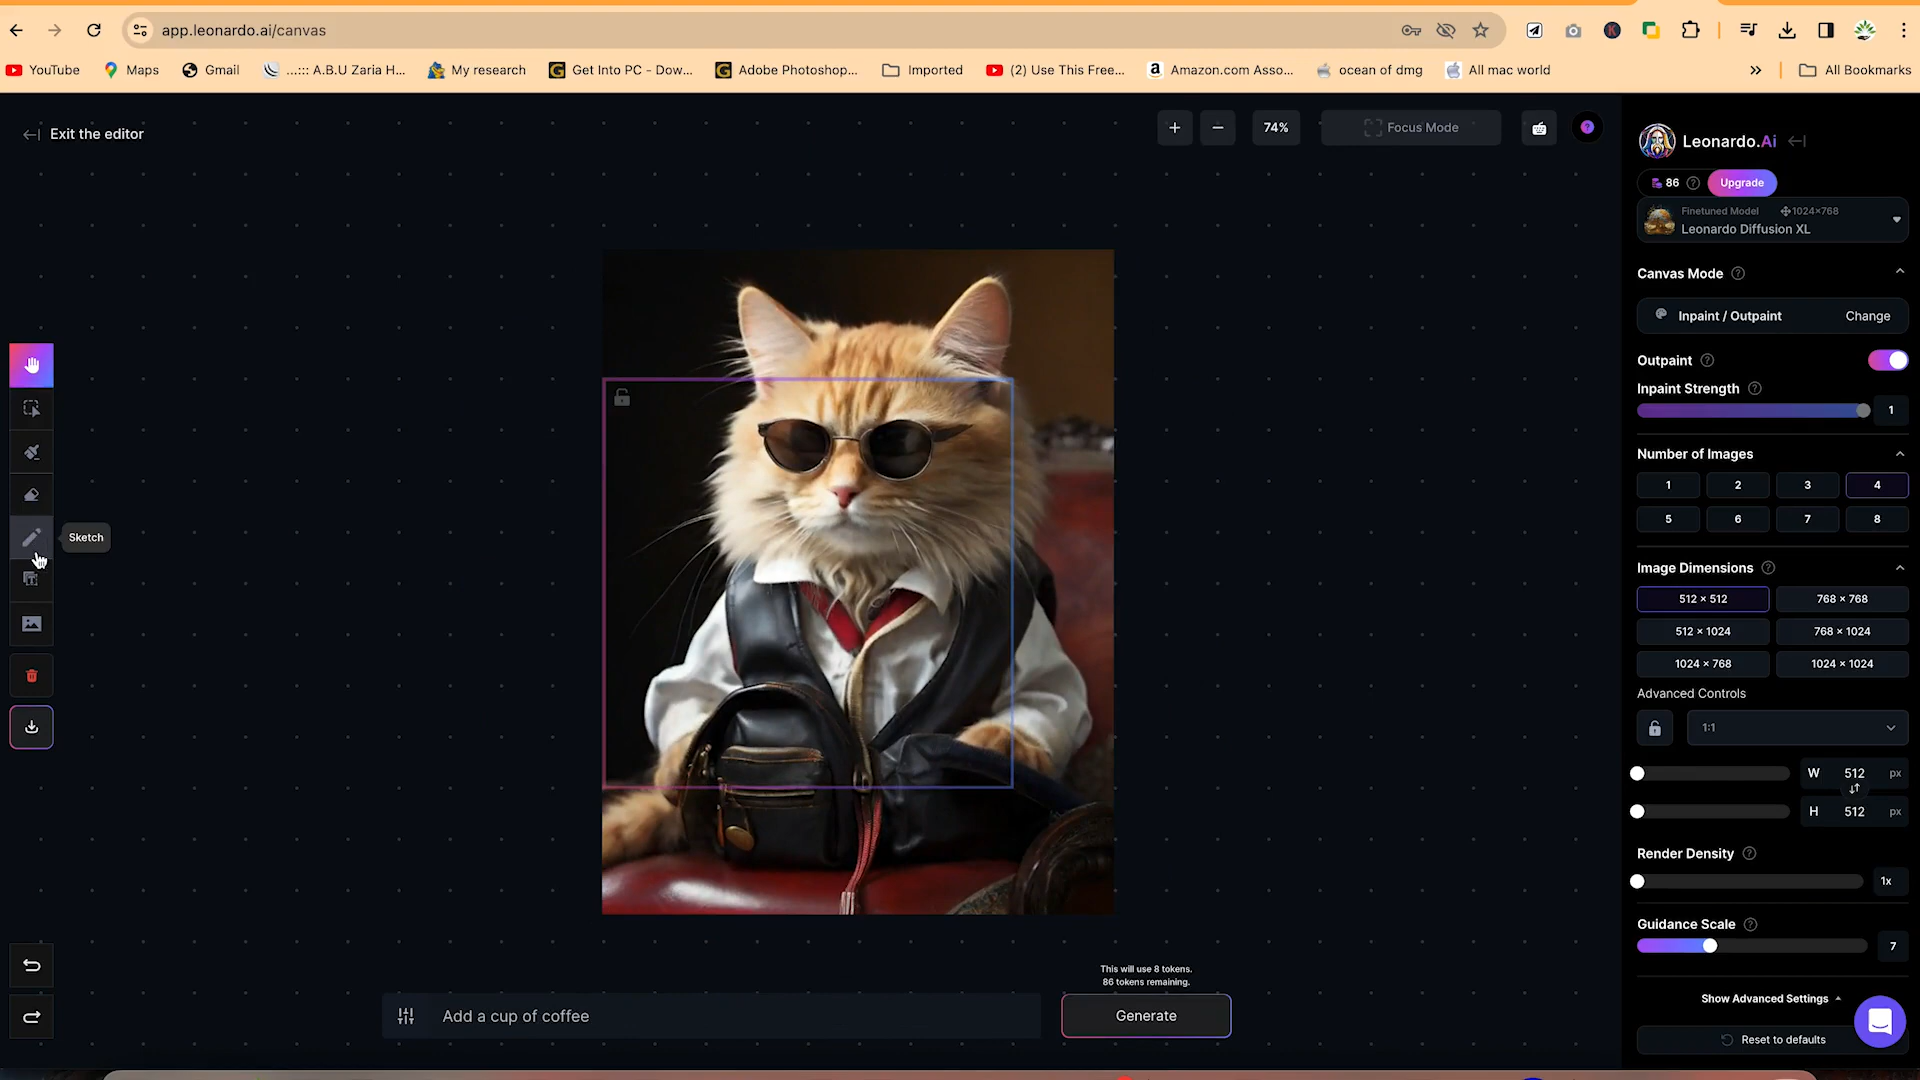 app.leonardo.ai/canvas
YouTube
Maps
Gmail
...::: A.B.U Zaria H...
My research
Get Into PC - Dow...
Adobe Photoshop...
Imported
(2) Use This Free...
Amazon.com Asso...
ocean of dmg
All mac world
All Bookmarks
Exit the editor
74%
Focus Mode
Leonardo.Ai
86
Upgrade
Finetuned Model
1024×768
Leonardo Diffusion XL
Canvas Mode
Inpaint / Outpaint
Change
Outpaint
Inpaint Strength
1
Number of Images
1
2
3
4
5
6
7
8
Sketch
Image Dimensions
512 × 512
768 × 768
512 × 1024
768 × 1024
1024 × 768
1024 × 1024
Advanced Controls
1:1
W 512 px
H 512 px
Render Density
1x
Guidance Scale
7
This will use 8 tokens.
86 tokens remaining.
Add a cup of coffee
Generate
Show Advanced Settings
Reset to defaults